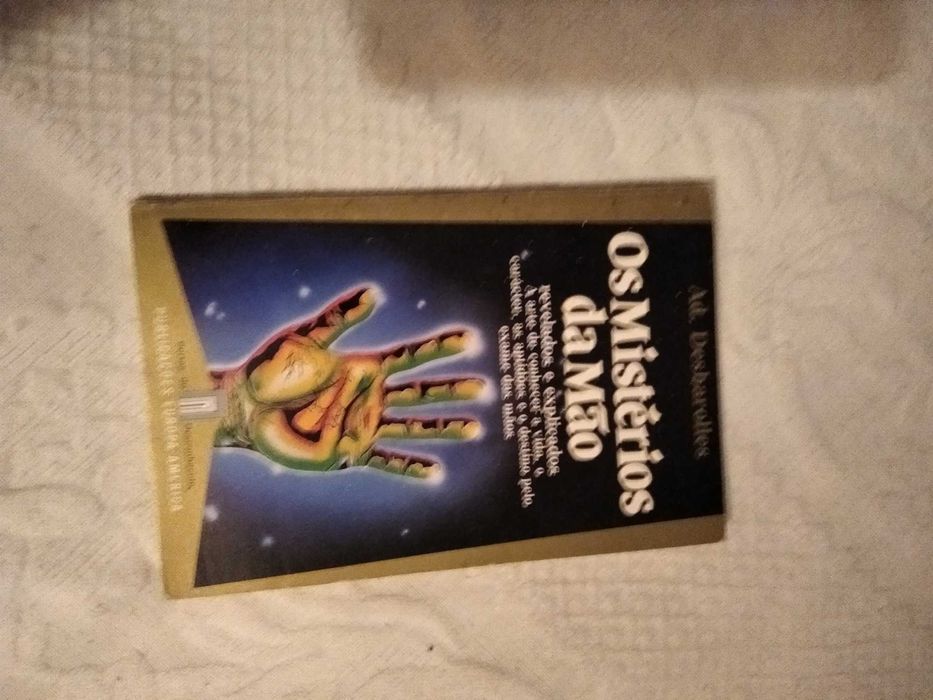 Ad. Desbarolles
Os Mistérios
da Mão
revelados e explicados
A arte de conhecer a vida, o
carácter, as aptidões e o destino pelo
exame das mãos
PUBLICAÇÕES EUROPA-AMÉRICA